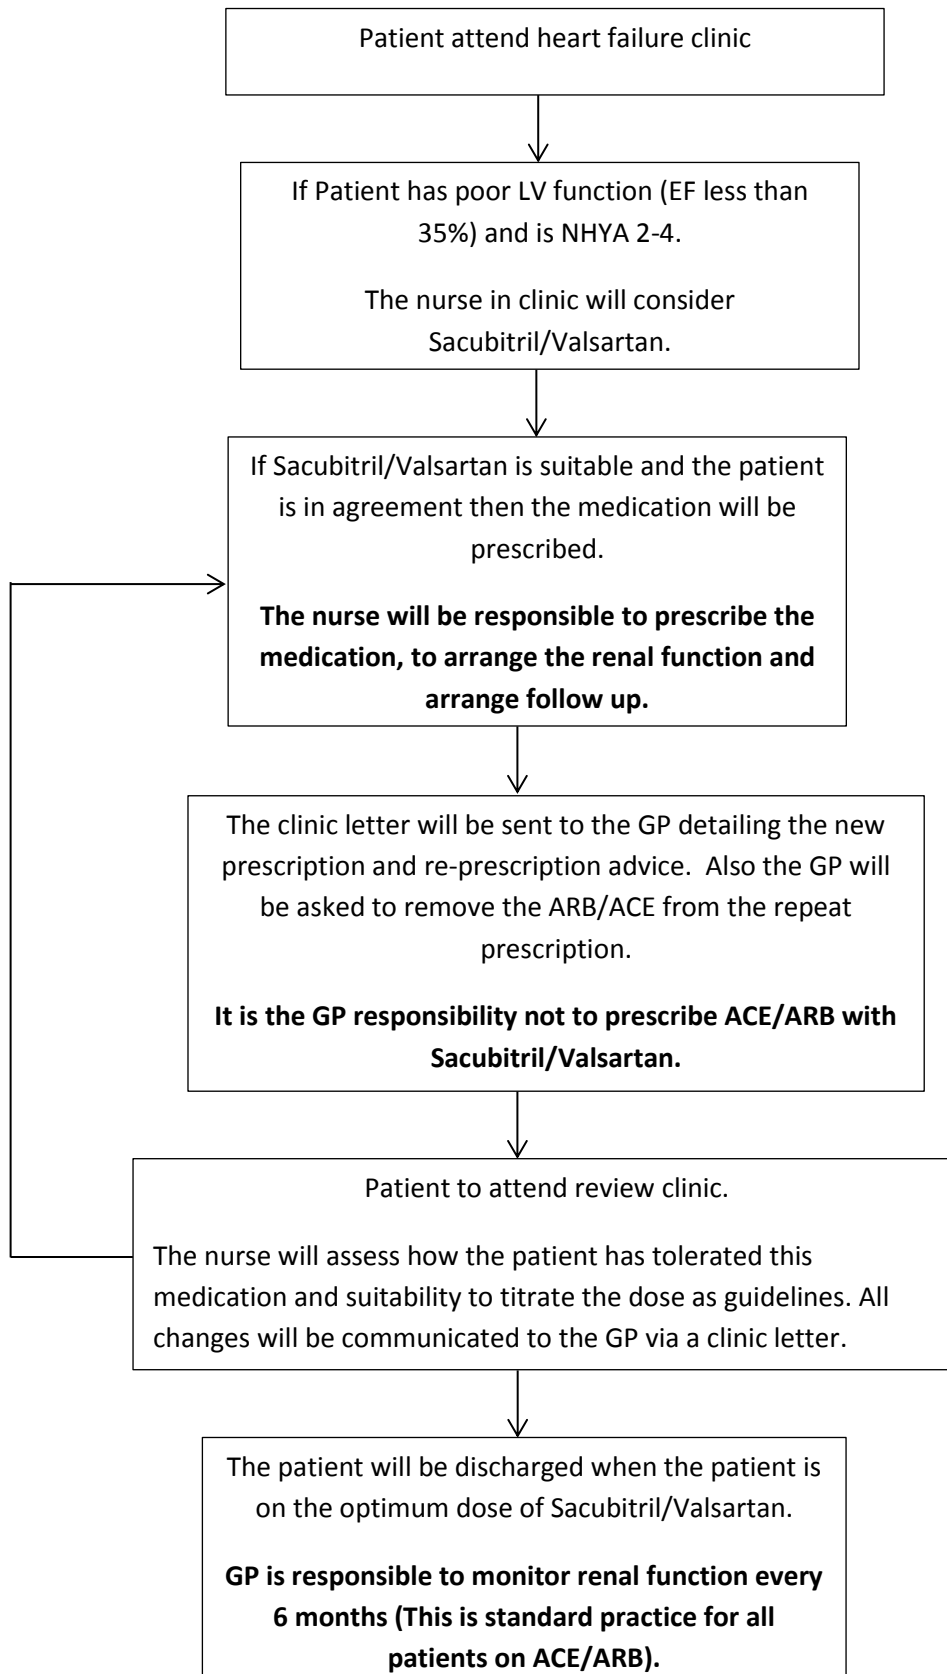 Patient attend heart failure clinic
If Patient has poor LV function (EF less than
35%) and is NHYA 2-4.
The nurse in clinic will consider
Sacubitril/Valsartan.
If Sacubitril/Valsartan is suitable and the patient
is in agreement then the medication will be
prescribed.
The nurse will be responsible to prescribe the
medication, to arrange the renal function and
arrange follow up.
The clinic letter will be sent to the GP detailing the new
prescription and re-prescription advice.  Also the GP will
be asked to remove the ARB/ACE from the repeat
prescription.
It is the GP responsibility not to prescribe ACE/ARB with
Sacubitril/Valsartan.
Patient to attend review clinic.
The nurse will assess how the patient has tolerated this
medication and suitability to titrate the dose as guidelines. All
changes will be communicated to the GP via a clinic letter.
The patient will be discharged when the patient is
on the optimum dose of Sacubitril/Valsartan.
GP is responsible to monitor renal function every
6 months (This is standard practice for all
patients on ACE/ARB).